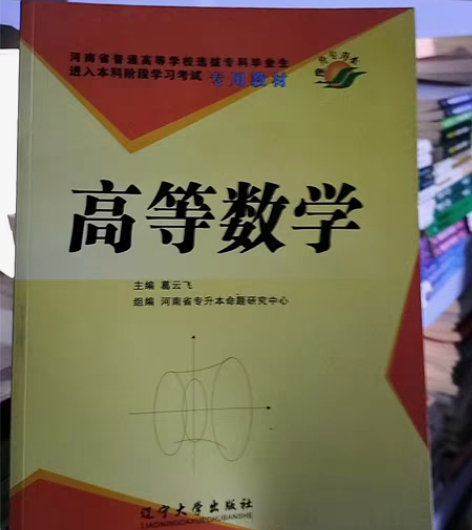 河南省普通高等学校选拔专科毕业生
进入本科阶段学习考试 专用教材
高等数学
主编 葛云飞
组编 河南省专升本命题研究中心
辽宁大学出版社
LIAONINGDAXUECHUBANSHE